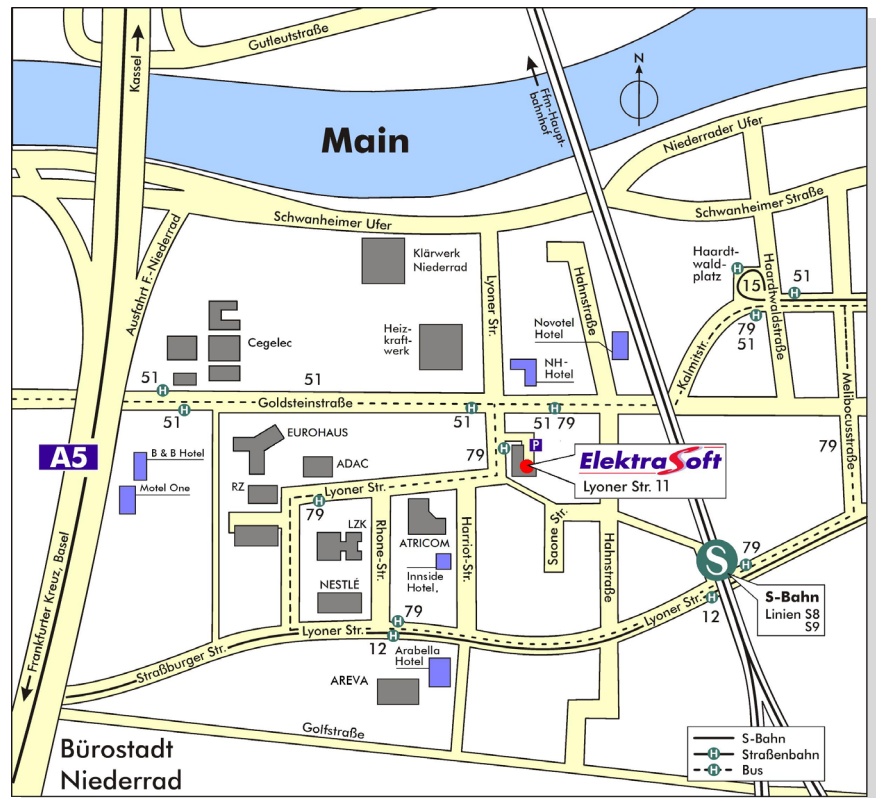 Gutleutstraße
Kassel
Main
Ffm-Haupt-
bahnhof
N
Niederrader Ufer
Schwanheimer Straße
Schwanheimer Ufer
Ausfahrt F.-Niederrad
Klärwerk
Niederrad
Lyoner Str.
Hahnstraße
Haardt-
wald-
platz
H
15
51
H
Haardtwaldstraße
H
79
51
Kalmitstr.
Melibocusstraße
79
Cegelec
Heiz-
kraft-
werk
Novotel
Hotel
NH-
Hotel
51
H
51
Goldsteinstraße
H
51
51
H
H
51 79
A5
B & B Hotel
Motel One
EUROHAUS
ADAC
RZ
79
H
P
ElektraSoft
Lyoner Str. 11
Lyoner Str.
H
79
LZK
NESTLÉ
Rhone-Str.
ATRICOM
Innside
Hotel,
Harriot-Str.
Saone Str.
Hahnstraße
S
79
H
S-Bahn
Linien S8
S9
H
12
Lyoner Str.
Frankfurter Kreuz, Basel
Straßburger Str.
Lyoner Str.
H
79
H
12
Arabella
Hotel
AREVA
Golfstraße
Bürostadt
Niederrad
S-Bahn
H
Straßenbahn
H
Bus